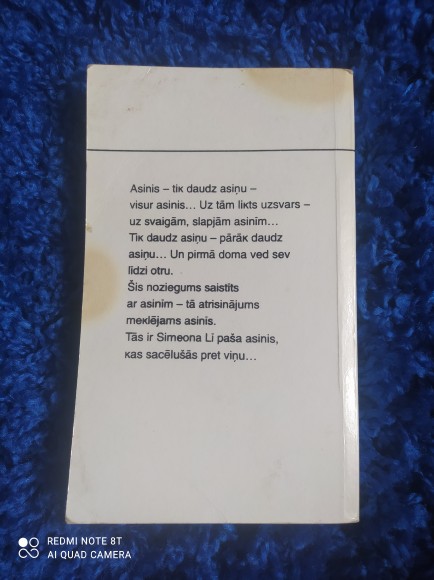 Asinis – tik daudz asiņu –
visur asinis... Uz tām likts uzsvars –
uz svaigām, slapjām asinīm...
Tik daudz asiņu – pārāk daudz
asiņu... Un pirmā doma ved sev
līdzi otru.
Šis noziegums saistīts
ar asinīm – tā atrisinājums
meklējams asinīs.
Tās ir Simeona Lī paša asinis,
kas sacēlušās pret viņu...
REDMI NOTE 8T
AI QUAD CAMERA